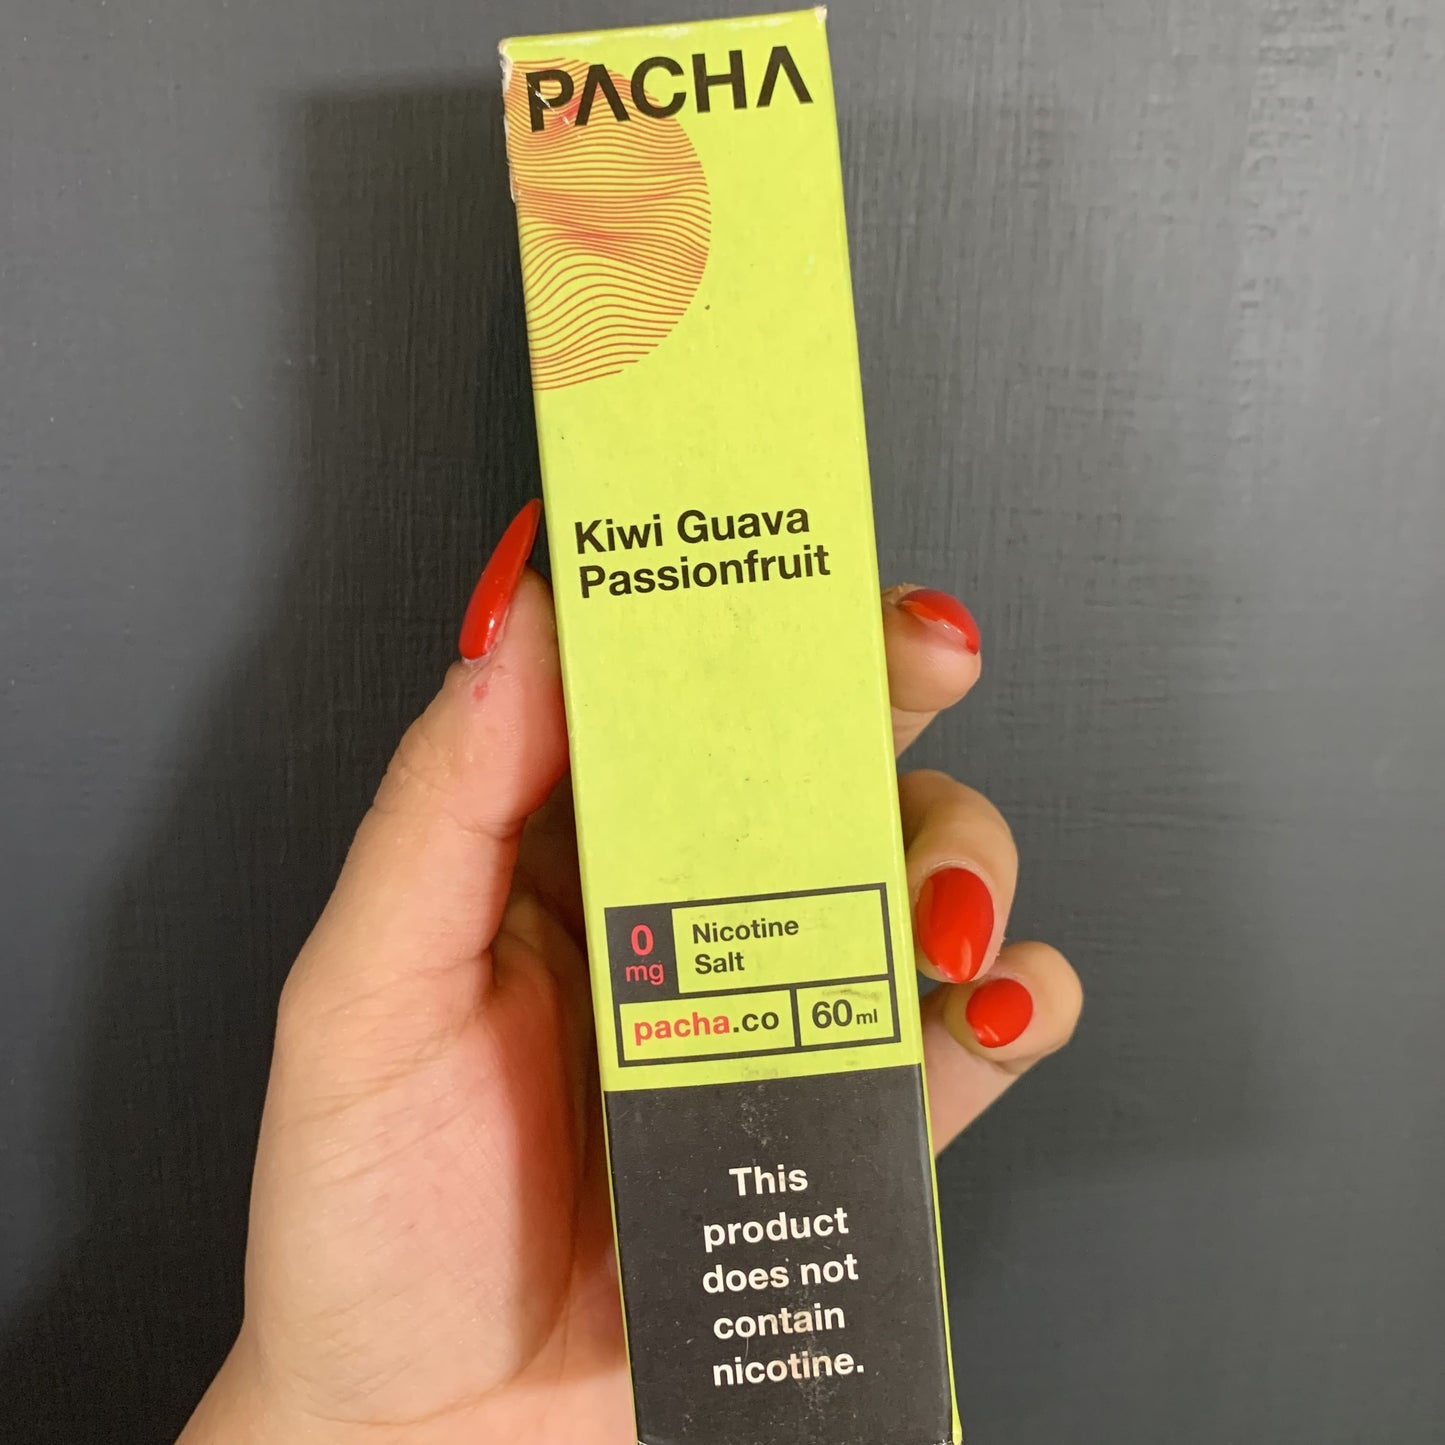 PACHA
Kiwi Guava
Passionfruit
0
mg
Nicotine
Salt
pacha.co
60ml
This
product
does not
contain
nicotine.